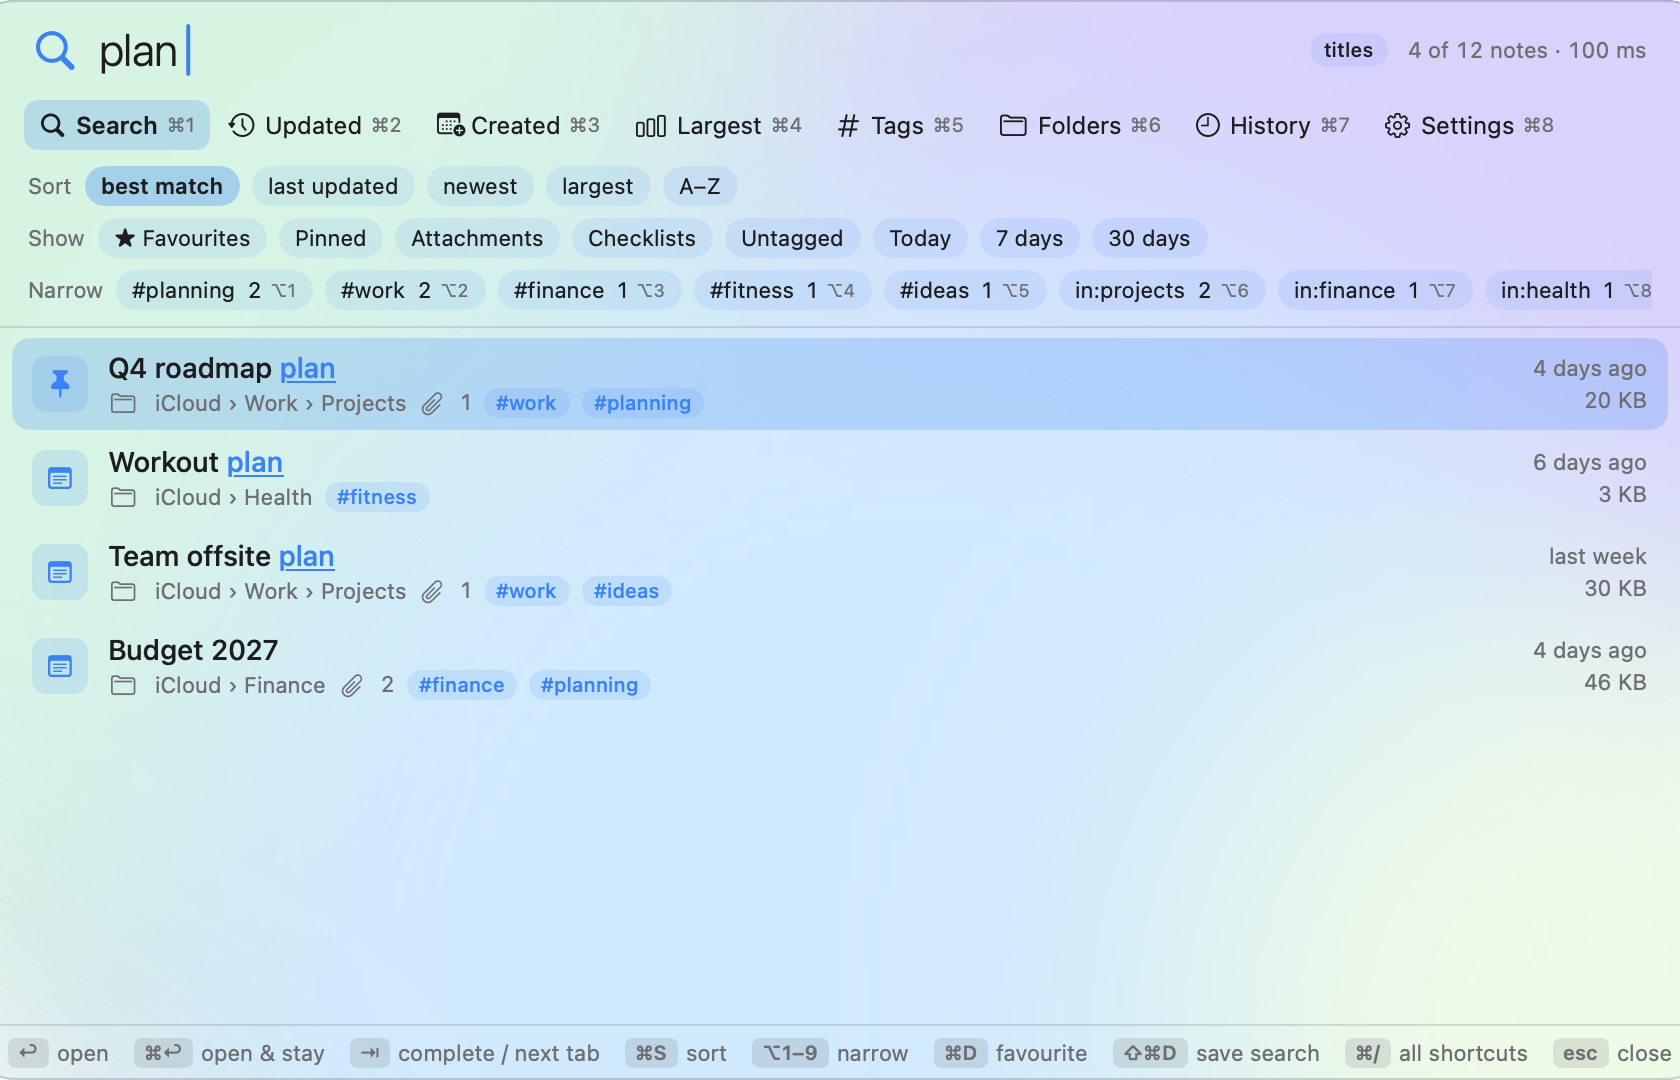 plan titles 4 of 12 notes · 100 ms
Search ⌘1 Updated ⌘2 Created ⌘3 Largest ⌘4 # Tags ⌘5 Folders ⌘6 History ⌘7 Settings ⌘8
Sort best match last updated newest largest A–Z
Show ★ Favourites Pinned Attachments Checklists Untagged Today 7 days 30 days
Narrow #planning 2 ⌥1 #work 2 ⌥2 #finance 1 ⌥3 #fitness 1 ⌥4 #ideas 1 ⌥5 in:projects 2 ⌥6 in:finance 1 ⌥7 in:health 1 ⌥8
Q4 roadmap plan 4 days ago
iCloud › Work › Projects 1 #work #planning 20 KB
Workout plan 6 days ago
iCloud › Health #fitness 3 KB
Team offsite plan last week
iCloud › Work › Projects 1 #work #ideas 30 KB
Budget 2027 4 days ago
iCloud › Finance 2 #finance #planning 46 KB
↩ open ⌘↩ open & stay ⇥ complete / next tab ⌘S sort ⌥1–9 narrow ⌘D favourite ⇧⌘D save search ⌘/ all shortcuts esc close